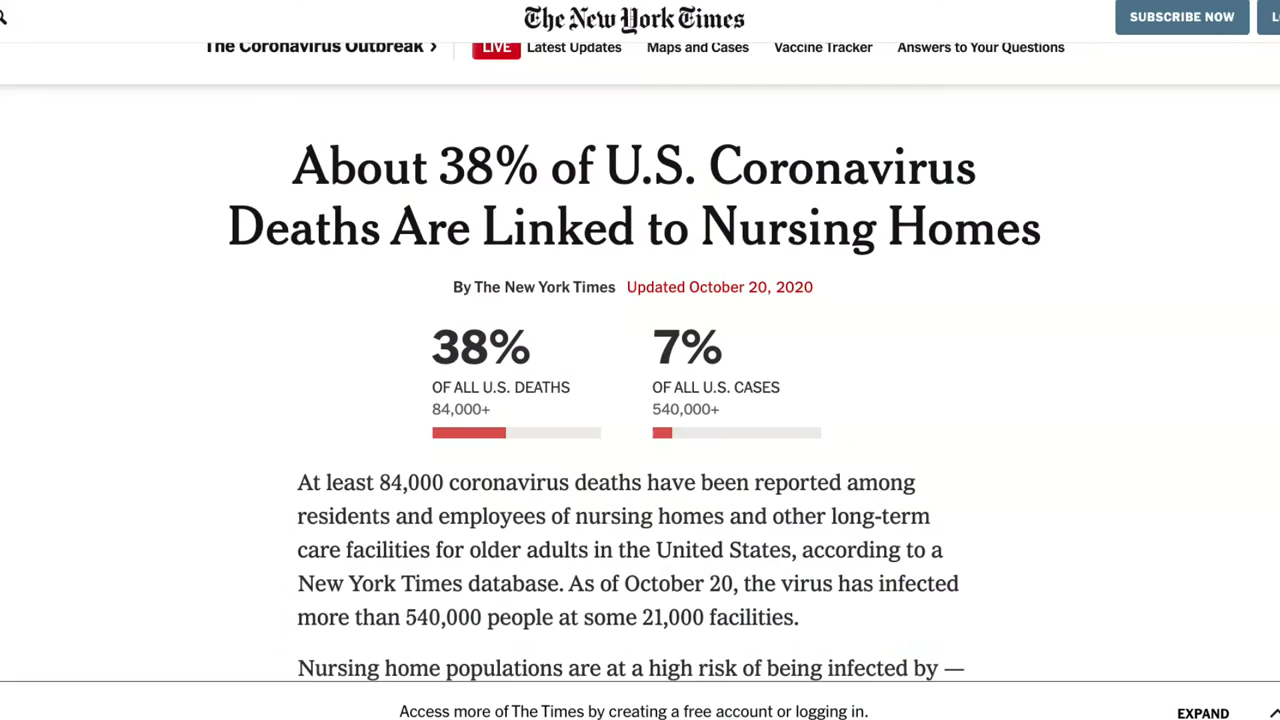 The New York Times
SUBSCRIBE NOW
The Coronavirus Outbreak ›
LIVE Latest Updates Maps and Cases Vaccine Tracker Answers to Your Questions
About 38% of U.S. Coronavirus
Deaths Are Linked to Nursing Homes
By The New York Times Updated October 20, 2020
38% 7%
OF ALL U.S. DEATHS OF ALL U.S. CASES
84,000+ 540,000+
At least 84,000 coronavirus deaths have been reported among
residents and employees of nursing homes and other long-term
care facilities for older adults in the United States, according to a
New York Times database. As of October 20, the virus has infected
more than 540,000 people at some 21,000 facilities.
Nursing home populations are at a high risk of being infected by —
Access more of The Times by creating a free account or logging in.
EXPAND